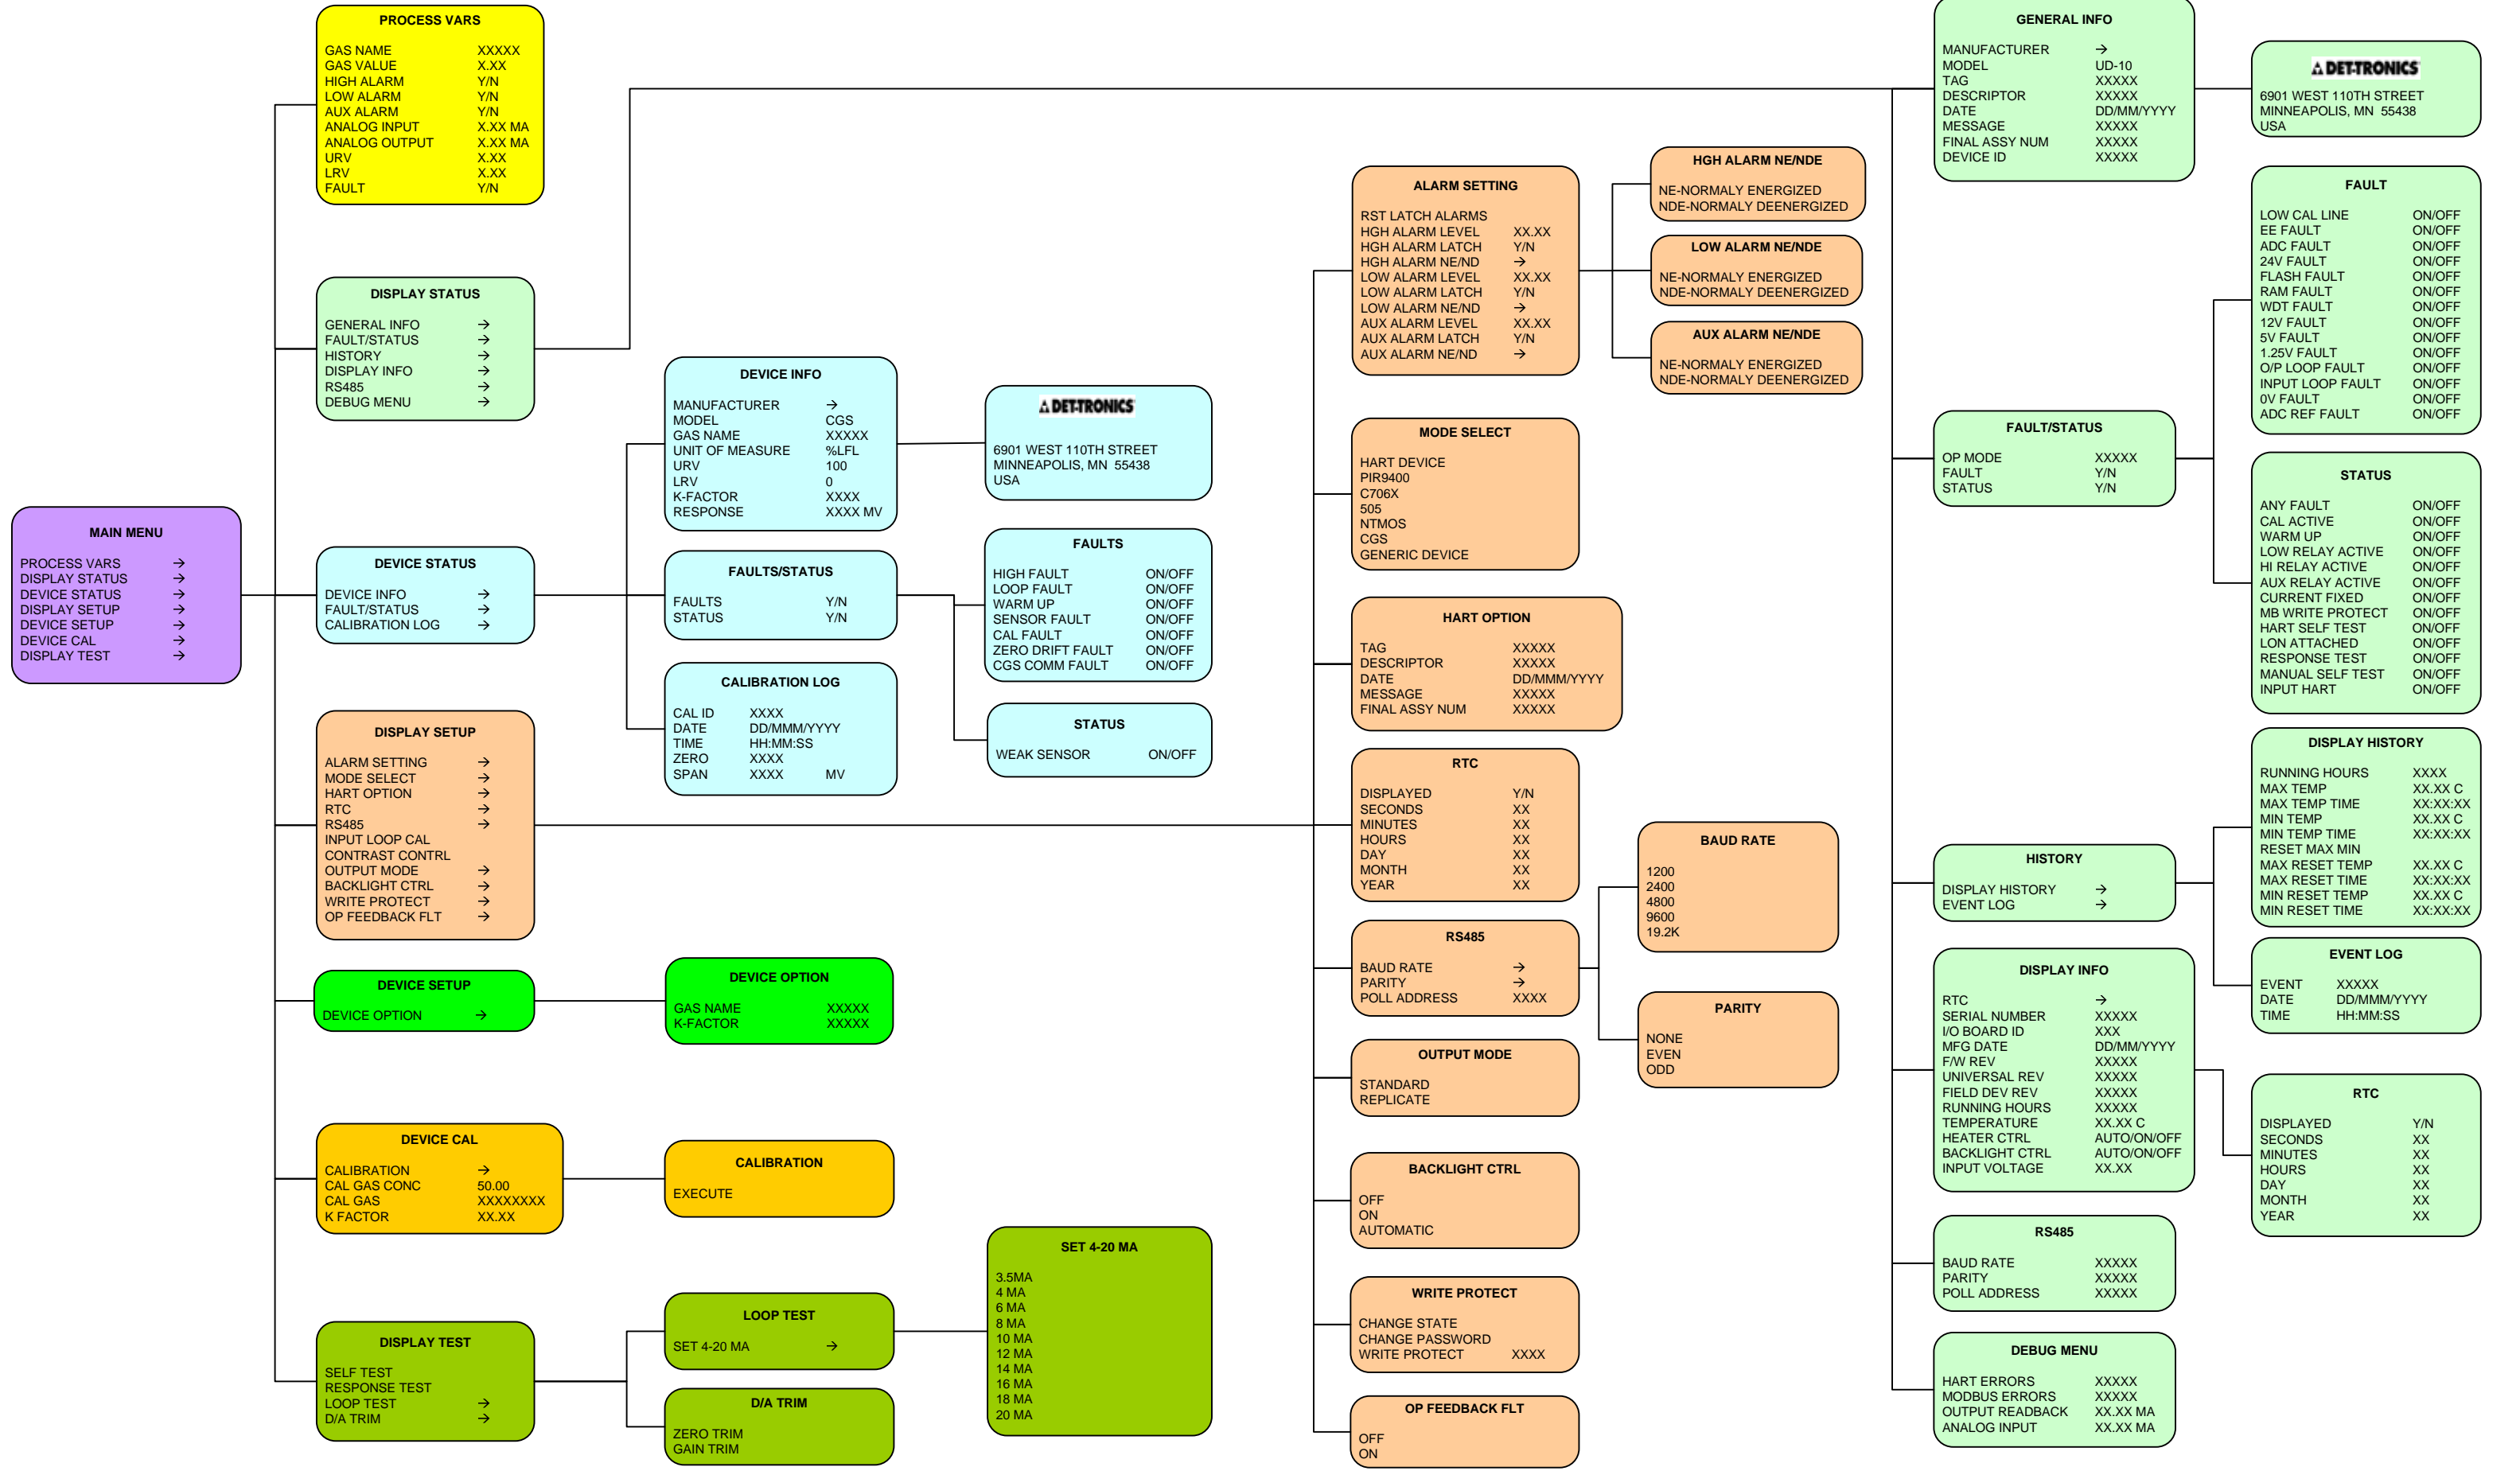 MAIN MENU
PROCESS VARS →
DISPLAY STATUS →
DEVICE STATUS →
DISPLAY SETUP →
DEVICE SETUP →
DEVICE CAL →
DISPLAY TEST →
PROCESS VARS
GAS NAME XXXXX
GAS VALUE X.XX
HIGH ALARM Y/N
LOW ALARM Y/N
AUX ALARM Y/N
ANALOG INPUT X.XX MA
ANALOG OUTPUT X.XX MA
URV X.XX
LRV X.XX
FAULT Y/N
DISPLAY STATUS
GENERAL INFO →
FAULT/STATUS →
HISTORY →
DISPLAY INFO →
RS485 →
DEBUG MENU →
DEVICE STATUS
DEVICE INFO →
FAULT/STATUS →
CALIBRATION LOG →
DISPLAY SETUP
ALARM SETTING →
MODE SELECT →
HART OPTION →
RTC →
RS485 →
INPUT LOOP CAL
CONTRAST CONTRL
OUTPUT MODE →
BACKLIGHT CTRL →
WRITE PROTECT →
OP FEEDBACK FLT →
DEVICE SETUP
DEVICE OPTION →
DEVICE CAL
CALIBRATION →
CAL GAS CONC 50.00
CAL GAS XXXXXXXX
K FACTOR XX.XX
DISPLAY TEST
SELF TEST
RESPONSE TEST
LOOP TEST →
D/A TRIM →
DEVICE INFO
MANUFACTURER →
MODEL CGS
GAS NAME XXXXX
UNIT OF MEASURE %LFL
URV 100
LRV 0
K-FACTOR XXXX
RESPONSE XXXX MV
FAULTS/STATUS
FAULTS Y/N
STATUS Y/N
CALIBRATION LOG
CAL ID XXXX
DATE DD/MMM/YYYY
TIME HH:MM:SS
ZERO XXXX
SPAN XXXX MV
DEVICE OPTION
GAS NAME XXXXX
K-FACTOR XXXXX
CALIBRATION
EXECUTE
LOOP TEST
SET 4-20 MA →
D/A TRIM
ZERO TRIM
GAIN TRIM
DET-TRONICS
6901 WEST 110TH STREET
MINNEAPOLIS, MN 55438
USA
FAULTS
HIGH FAULT ON/OFF
LOOP FAULT ON/OFF
WARM UP ON/OFF
SENSOR FAULT ON/OFF
CAL FAULT ON/OFF
ZERO DRIFT FAULT ON/OFF
CGS COMM FAULT ON/OFF
STATUS
WEAK SENSOR ON/OFF
SET 4-20 MA
3.5MA
4 MA
6 MA
8 MA
10 MA
12 MA
14 MA
16 MA
18 MA
20 MA
ALARM SETTING
RST LATCH ALARMS
HGH ALARM LEVEL XX.XX
HGH ALARM LATCH Y/N
HGH ALARM NE/ND →
LOW ALARM LEVEL XX.XX
LOW ALARM LATCH Y/N
LOW ALARM NE/ND →
AUX ALARM LEVEL XX.XX
AUX ALARM LATCH Y/N
AUX ALARM NE/ND →
MODE SELECT
HART DEVICE
PIR9400
C706X
505
NTMOS
CGS
GENERIC DEVICE
HART OPTION
TAG XXXXX
DESCRIPTOR XXXXX
DATE DD/MMM/YYYY
MESSAGE XXXXX
FINAL ASSY NUM XXXXX
RTC
DISPLAYED Y/N
SECONDS XX
MINUTES XX
HOURS XX
DAY XX
MONTH XX
YEAR XX
RS485
BAUD RATE →
PARITY →
POLL ADDRESS XXXX
OUTPUT MODE
STANDARD
REPLICATE
BACKLIGHT CTRL
OFF
ON
AUTOMATIC
WRITE PROTECT
CHANGE STATE
CHANGE PASSWORD
WRITE PROTECT XXXX
OP FEEDBACK FLT
OFF
ON
HGH ALARM NE/NDE
NE-NORMALY ENERGIZED
NDE-NORMALY DEENERGIZED
LOW ALARM NE/NDE
NE-NORMALY ENERGIZED
NDE-NORMALY DEENERGIZED
AUX ALARM NE/NDE
NE-NORMALY ENERGIZED
NDE-NORMALY DEENERGIZED
BAUD RATE
1200
2400
4800
9600
19.2K
PARITY
NONE
EVEN
ODD
GENERAL INFO
MANUFACTURER →
MODEL UD-10
TAG XXXXX
DESCRIPTOR XXXXX
DATE DD/MM/YYYY
MESSAGE XXXXX
FINAL ASSY NUM XXXXX
DEVICE ID XXXXX
FAULT/STATUS
OP MODE XXXXX
FAULT Y/N
STATUS Y/N
HISTORY
DISPLAY HISTORY →
EVENT LOG →
DISPLAY INFO
RTC →
SERIAL NUMBER XXXXX
I/O BOARD ID XXX
MFG DATE DD/MM/YYYY
F/W REV XXXXX
UNIVERSAL REV XXXXX
FIELD DEV REV XXXXX
RUNNING HOURS XXXXX
TEMPERATURE XX.XX C
HEATER CTRL AUTO/ON/OFF
BACKLIGHT CTRL AUTO/ON/OFF
INPUT VOLTAGE XX.XX
RS485
BAUD RATE XXXXX
PARITY XXXXX
POLL ADDRESS XXXXX
DEBUG MENU
HART ERRORS XXXXX
MODBUS ERRORS XXXXX
OUTPUT READBACK XX.XX MA
ANALOG INPUT XX.XX MA
DET-TRONICS
6901 WEST 110TH STREET
MINNEAPOLIS, MN 55438
USA
FAULT
LOW CAL LINE ON/OFF
EE FAULT ON/OFF
ADC FAULT ON/OFF
24V FAULT ON/OFF
FLASH FAULT ON/OFF
RAM FAULT ON/OFF
WDT FAULT ON/OFF
12V FAULT ON/OFF
5V FAULT ON/OFF
1.25V FAULT ON/OFF
O/P LOOP FAULT ON/OFF
INPUT LOOP FAULT ON/OFF
0V FAULT ON/OFF
ADC REF FAULT ON/OFF
STATUS
ANY FAULT ON/OFF
CAL ACTIVE ON/OFF
WARM UP ON/OFF
LOW RELAY ACTIVE ON/OFF
HI RELAY ACTIVE ON/OFF
AUX RELAY ACTIVE ON/OFF
CURRENT FIXED ON/OFF
MB WRITE PROTECT ON/OFF
HART SELF TEST ON/OFF
LON ATTACHED ON/OFF
RESPONSE TEST ON/OFF
MANUAL SELF TEST ON/OFF
INPUT HART ON/OFF
DISPLAY HISTORY
RUNNING HOURS XXXX
MAX TEMP XX.XX C
MAX TEMP TIME XX:XX:XX
MIN TEMP XX.XX C
MIN TEMP TIME XX:XX:XX
RESET MAX MIN
MAX RESET TEMP XX.XX C
MAX RESET TIME XX:XX:XX
MIN RESET TEMP XX.XX C
MIN RESET TIME XX:XX:XX
EVENT LOG
EVENT XXXXX
DATE DD/MMM/YYYY
TIME HH:MM:SS
RTC
DISPLAYED Y/N
SECONDS XX
MINUTES XX
HOURS XX
DAY XX
MONTH XX
YEAR XX